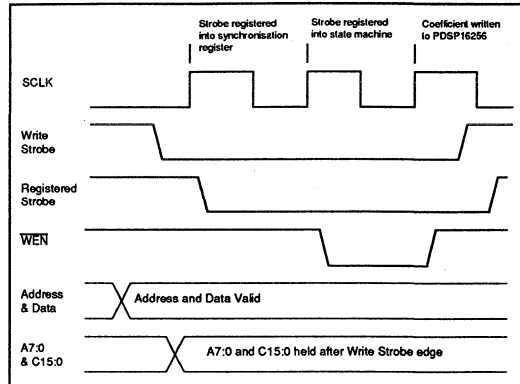 Strobe registered
into synchronisation
register
Strobe registered
into state machine
Coefficient written
to PDSP16256
SCLK
Write
Strobe
Registered
Strobe
WEN
Address
& Data
Address and Data Valid
A7:0
& C15:0
A7:0 and C15:0 held after Write Strobe edge